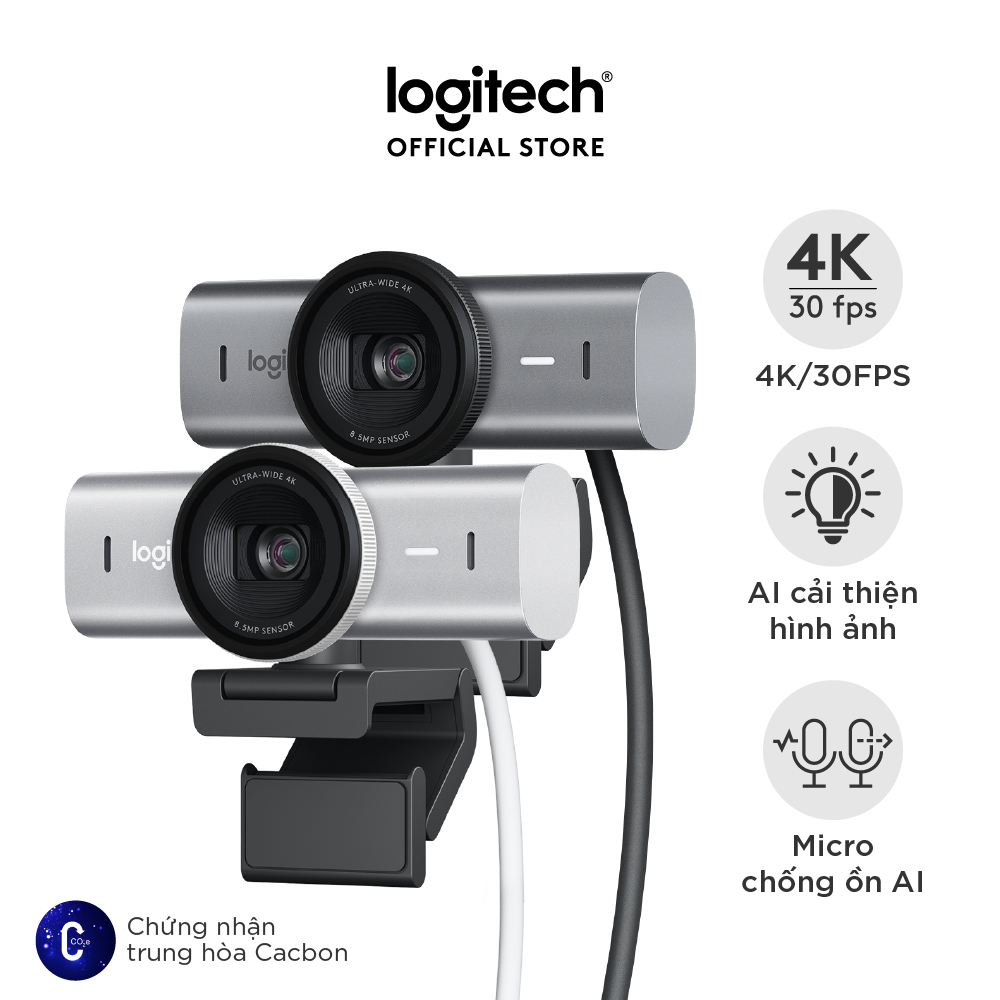 logitech®
OFFICIAL STORE
4K
30 fps
4K/30FPS
ULTRA-WIDE 4K
logi
8.5MP SENSOR
ULTRA-WIDE 4K
logi
8.5MP SENSOR
AI cải thiện
hình ảnh
Micro
chống ồn AI
CO₂e
Chứng nhận
trung hòa Cacbon